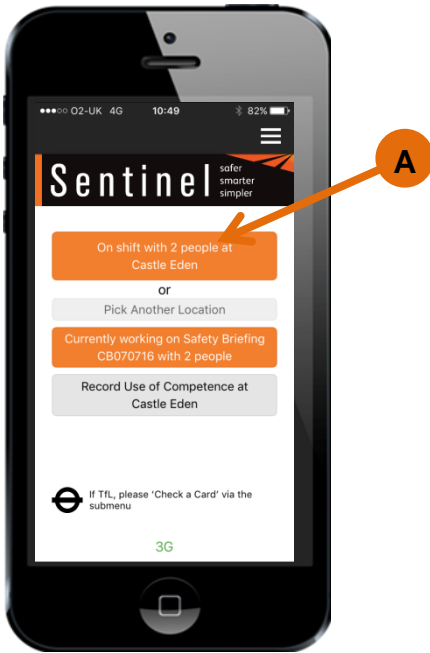 O2-UK 4G 10:49 82%
Sentinel
safer
smarter
simpler
A
On shift with 2 people at
Castle Eden
or
Pick Another Location
Currently working on Safety Briefing
CB070716 with 2 people
Record Use of Competence at
Castle Eden
If TfL, please 'Check a Card' via the
submenu
3G